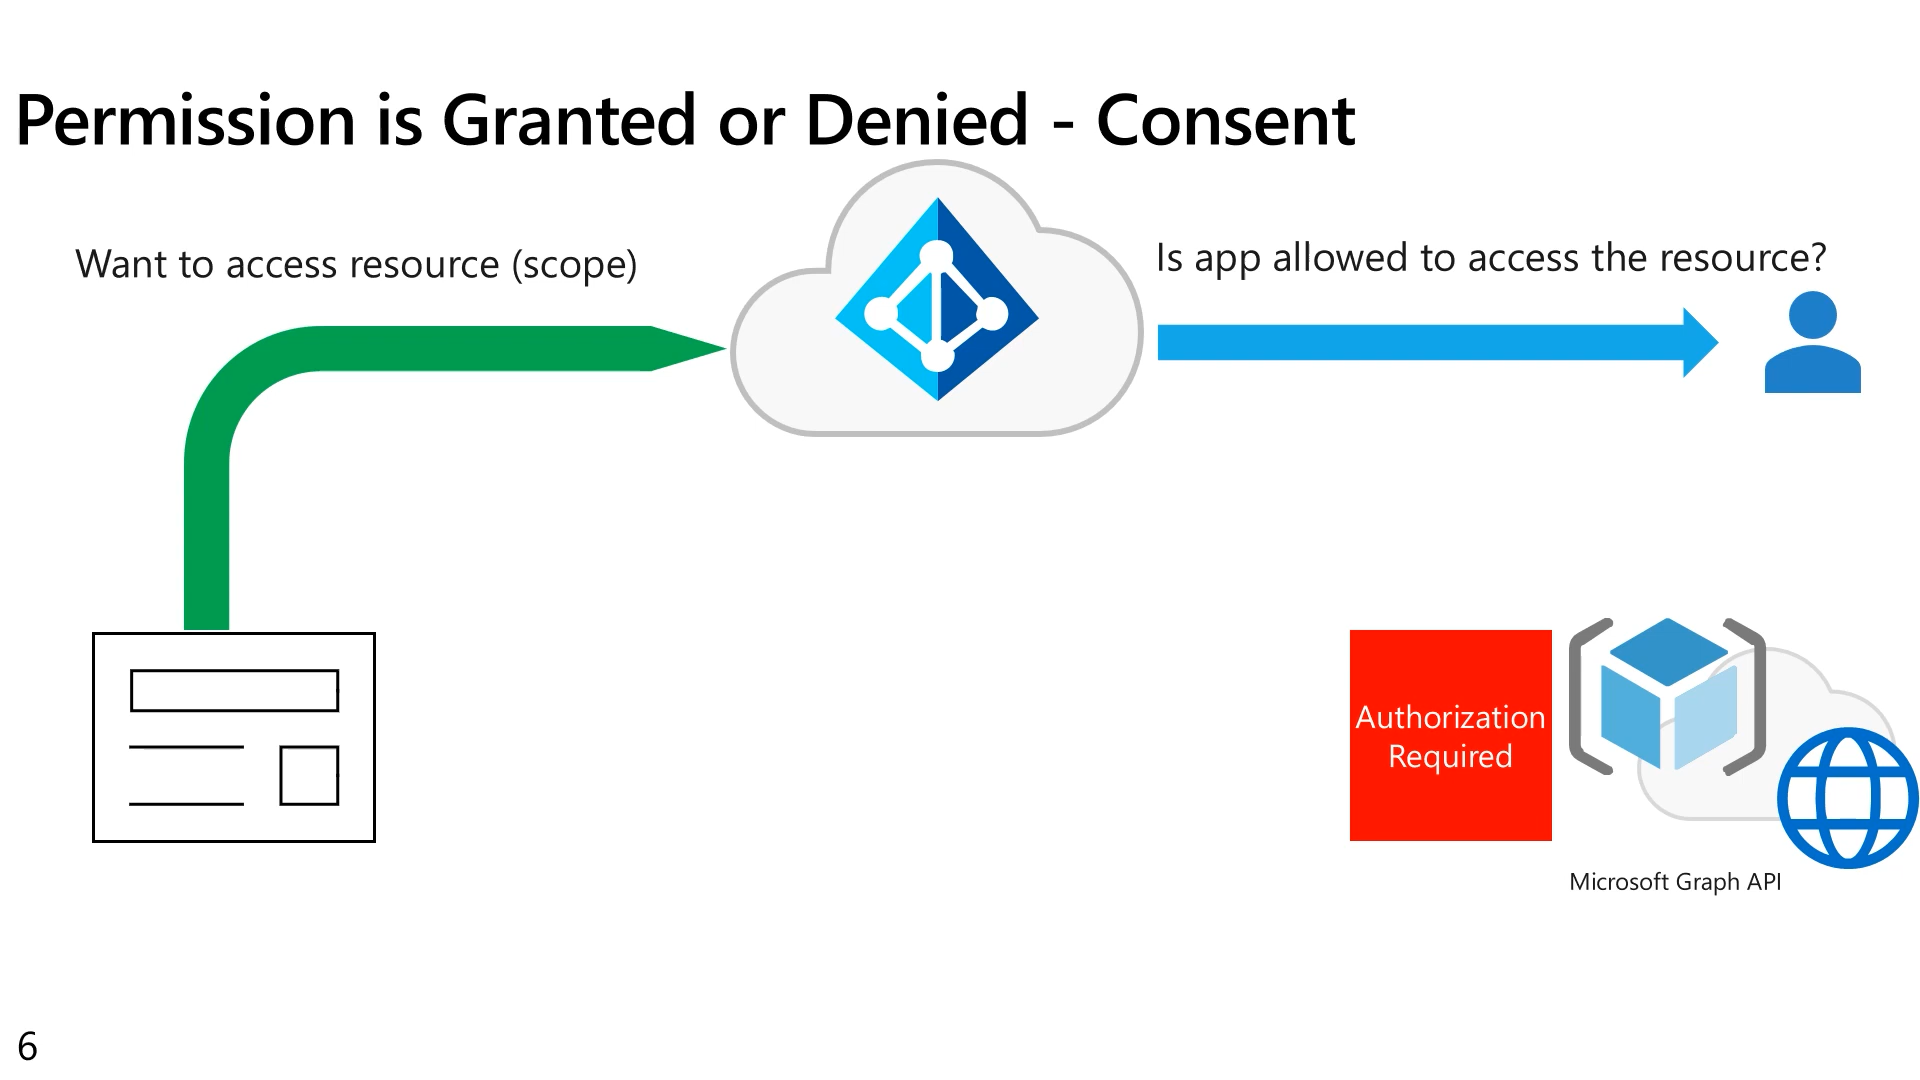 Permission is Granted or Denied - Consent
Want to access resource (scope)
Is app allowed to access the resource?
Authorization
Required
Microsoft Graph API
6